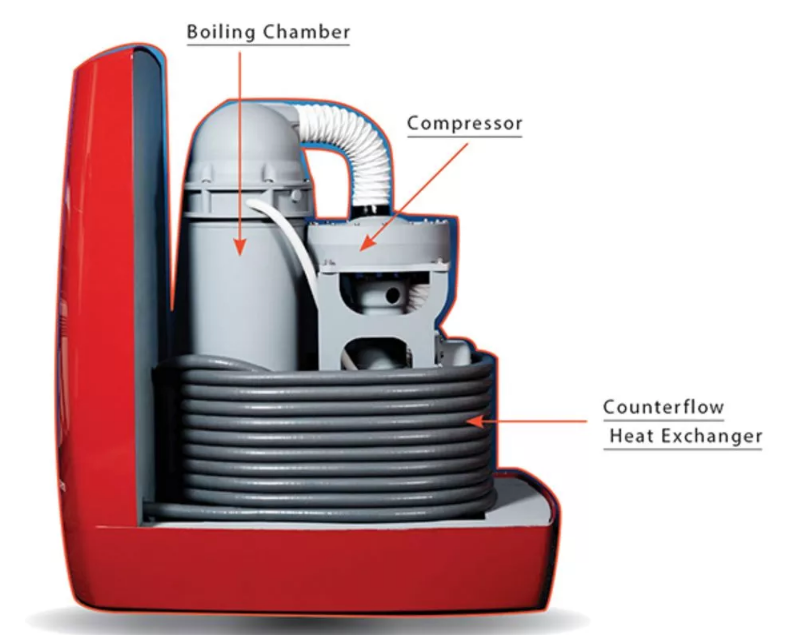 Boiling Chamber
Compressor
Counterflow
Heat Exchanger